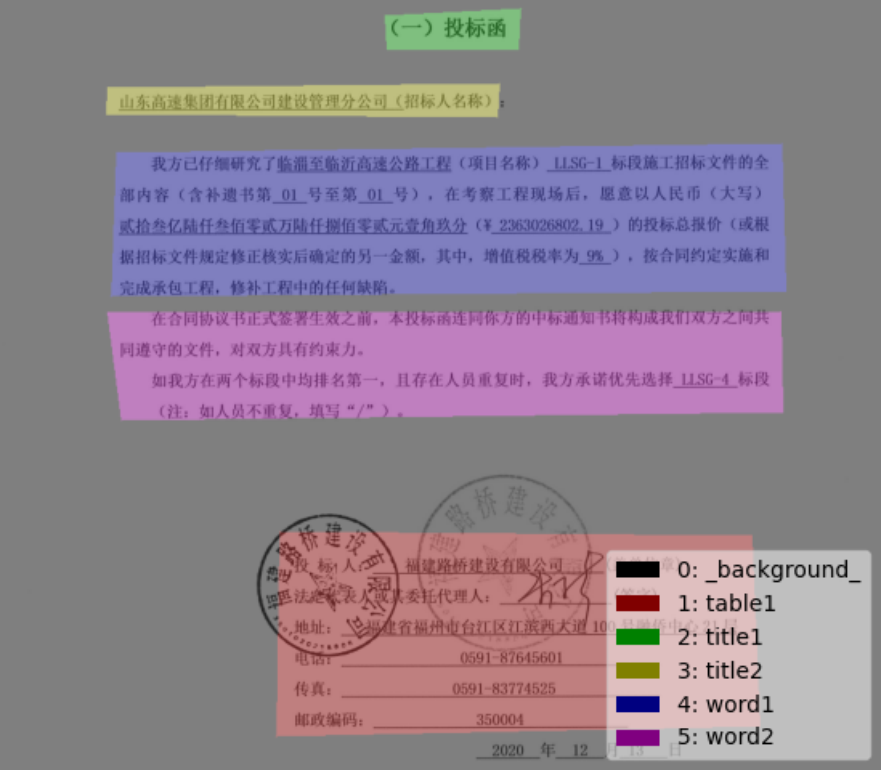 （一）投标函
山东高速集团有限公司建设管理分公司（招标人名称）：
我方已仔细研究了临淄至临沂高速公路工程（项目名称） LLSG-1 标段施工招标文件的全
部内容（含补遗书第 01 号至第 01 号），在考察工程现场后，愿意以人民币（大写）
贰拾叁亿陆仟叁佰零贰万陆仟捌佰零贰元壹角玖分（¥ 2363026802.19 ）的投标总报价（或根
据招标文件规定修正核实后确定的另一金额，其中，增值税税率为 9% ），按合同约定实施和
完成承包工程，修补工程中的任何缺陷。
在合同协议书正式签署生效之前，本投标函连同你方的中标通知书将构成我们双方之间共
同遵守的文件，对双方具有约束力。
如我方在两个标段中均排名第一，且存在人员重复时，我方承诺优先选择 LLSG-4 标段
（注：如人员不重复，填写“/”）。
路桥建设有
福建路桥建设有限公司
投标人： 福建路桥建设有限公司
法定代表人或其委托代理人：
地址： 福建省福州市台江区江滨西大道 100 号融侨中心 21 层
电话： 0591-87645601
传真： 0591-83774525
邮政编码： 350004
2020 年 12 月 13 日
0: _background_
1: table1
2: title1
3: title2
4: word1
5: word2